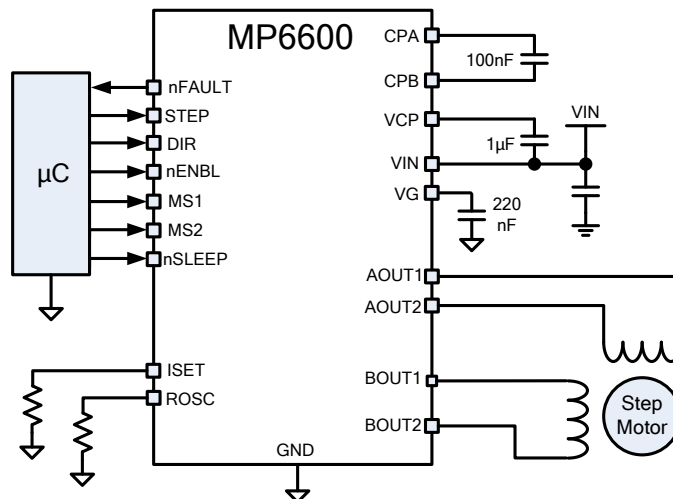 MP6600
CPA
100nF
CPB
nFAULT
STEP
DIR
nENBL
MS1
MS2
nSLEEP
µC
VCP
1µF
VIN
VIN
VG
220
nF
AOUT1
AOUT2
ISET
ROSC
BOUT1
BOUT2
Step
Motor
GND